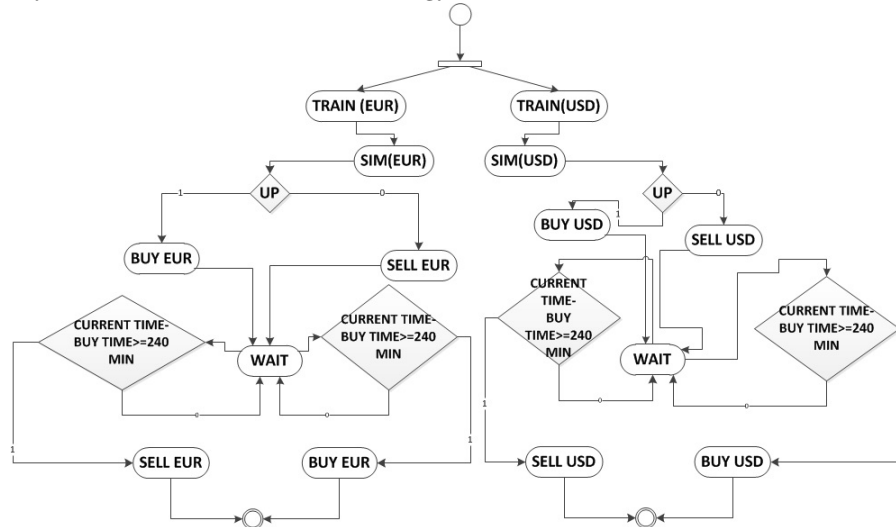 TRAIN (EUR)
TRAIN(USD)
SIM(EUR)
SIM(USD)
UP
UP
1
0
1
0
BUY EUR
SELL EUR
BUY USD
SELL USD
CURRENT TIME-
BUY TIME>=240
MIN
CURRENT TIME-
BUY TIME>=240
MIN
CURRENT
TIME-
BUY
TIME>=240
MIN
CURRENT TIME-
BUY TIME>=240
MIN
WAIT
WAIT
0
0
0
0
1
1
1
SELL EUR
BUY EUR
SELL USD
BUY USD